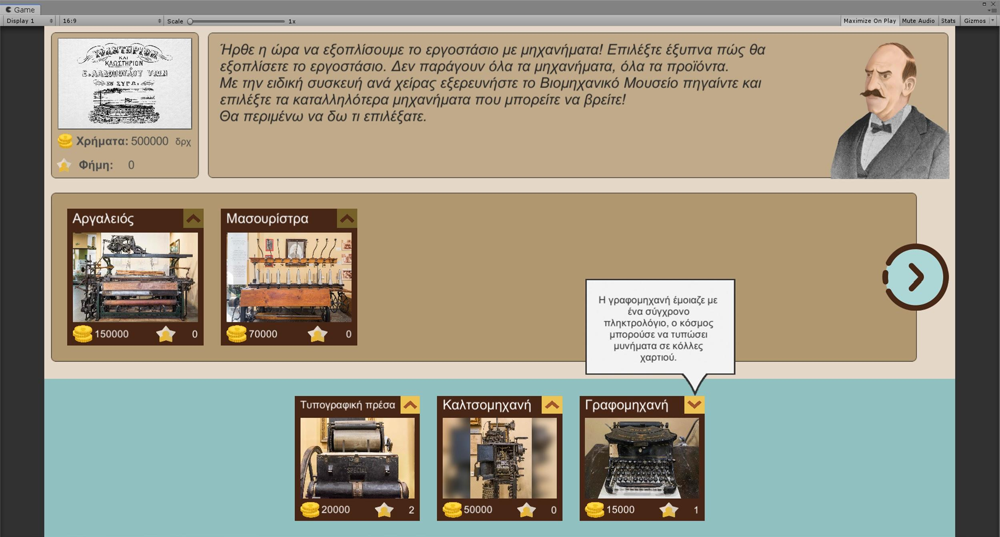 Game
Display 1
16:9
Scale
1x
Maximize On Play
Mute Audio
Stats
Gizmos
ΥΦΑΝΤΗΡΙΟΝ
ΚΑΙ
ΚΛΩΣΤΗΡΙΟΝ
Ε.ΛΑΔΟΠΟΥΛΟΥ ΥΙΩΝ
ΕΝ ΣΥΡΩ.
Χρήματα: 500000 δρχ
Φήμη: 0
Ήρθε η ώρα να εξοπλίσουμε το εργοστάσιο με μηχανήματα! Επιλέξτε έξυπνα πώς θα
εξοπλίσετε το εργοστάσιο. Δεν παράγουν όλα τα μηχανήματα, όλα τα προϊόντα.
Με την ειδική συσκευή ανά χείρας εξερευνήστε το Βιομηχανικό Μουσείο πηγαίντε και
επιλέξτε τα καταλληλότερα μηχανήματα που μπορείτε να βρείτε!
Θα περιμένω να δω τι επιλέξατε.
Αργαλειός
150000
0
Μασουρίστρα
70000
0
Η γραφομηχανή έμοιαζε με
ένα σύγχρονο
πληκτρολόγιο, ο κόσμος
μπορούσε να τυπώσει
μυνήματα σε κόλλες
χαρτιού.
Τυπογραφική πρέσα
BRILLANT
SPECIAL
20000
2
Καλτσομηχανή
50000
0
Γραφομηχανή
ADLER
15000
1